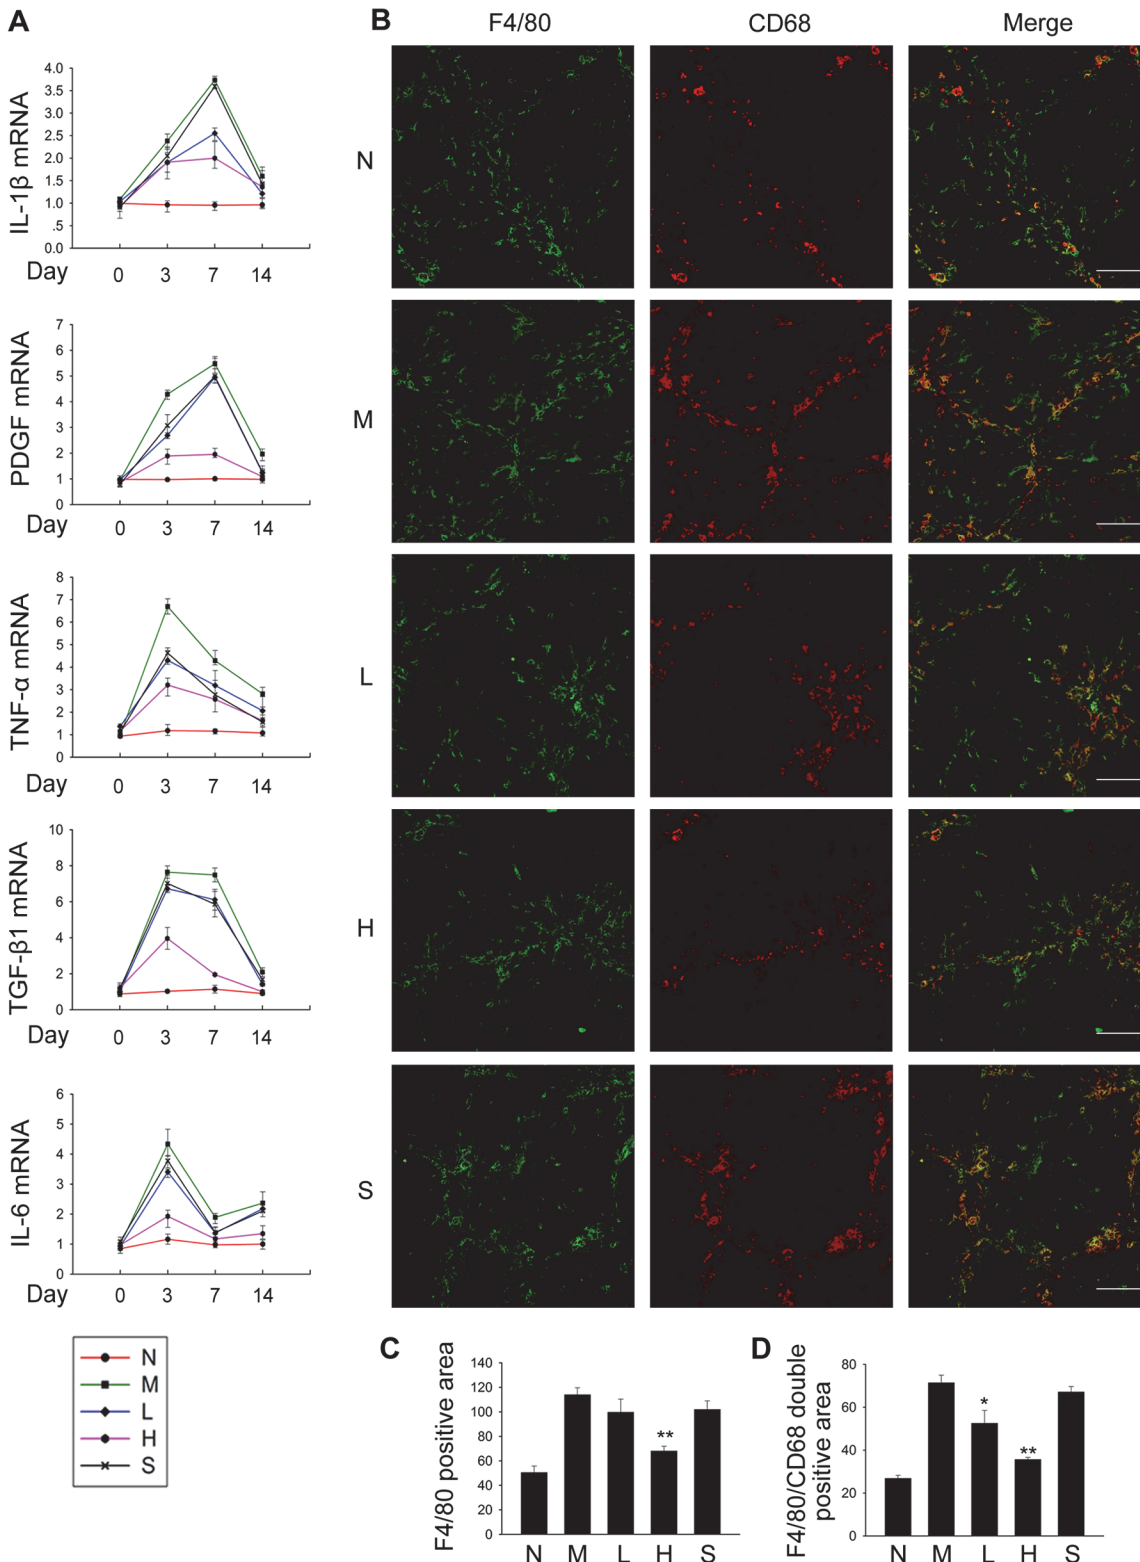 A
IL-1β mRNA
4.0
3.5
3.0
2.5
2.0
1.5
1.0
.5
0.0
Day 0 3 7 14
PDGF mRNA
7
6
5
4
3
2
1
0
Day 0 3 7 14
TNF-α mRNA
8
7
6
5
4
3
2
1
0
Day 0 3 7 14
TGF-β1 mRNA
10
8
6
4
2
0
Day 0 3 7 14
IL-6 mRNA
6
5
4
3
2
1
0
Day 0 3 7 14
N
M
L
H
S
B
F4/80 CD68 Merge
N
M
L
H
S
C
F4/80 positive area
140
120
100
80
60
40
20
0
**
N M L H S
D
F4/80/CD68 double
positive area
80
60
40
20
0
*
**
N M L H S